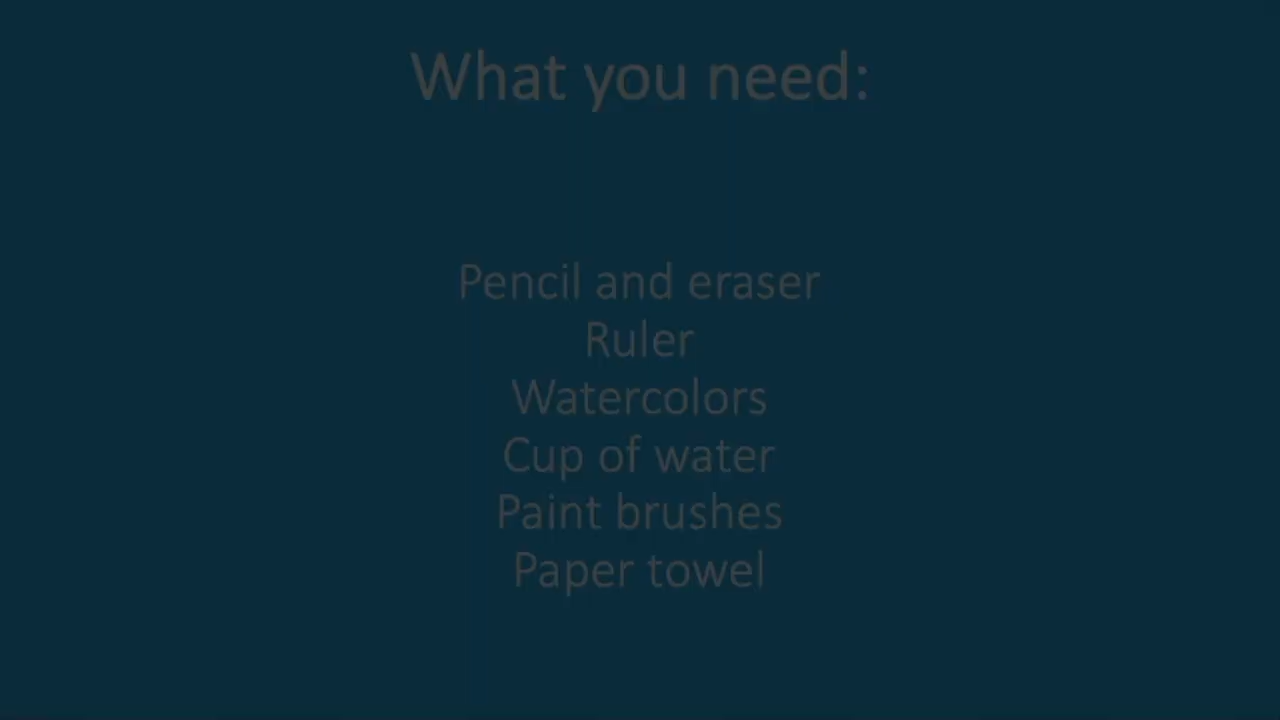 What you need:
Pencil and eraser
Ruler
Watercolors
Cup of water
Paint brushes
Paper towel